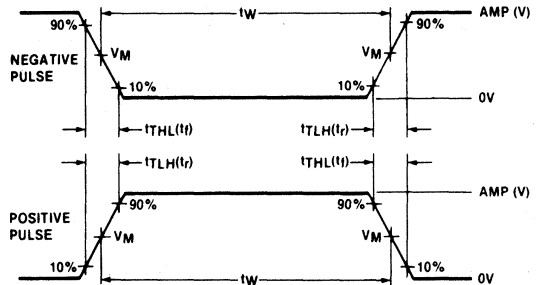 tW
AMP (V)
90%
90%
NEGATIVE
PULSE
VM
VM
10%
10%
0V
tTHL(tf)
tTLH(tr)
tTLH(tr)
tTHL(tf)
AMP (V)
90%
90%
POSITIVE
PULSE
VM
VM
10%
10%
tW
0V